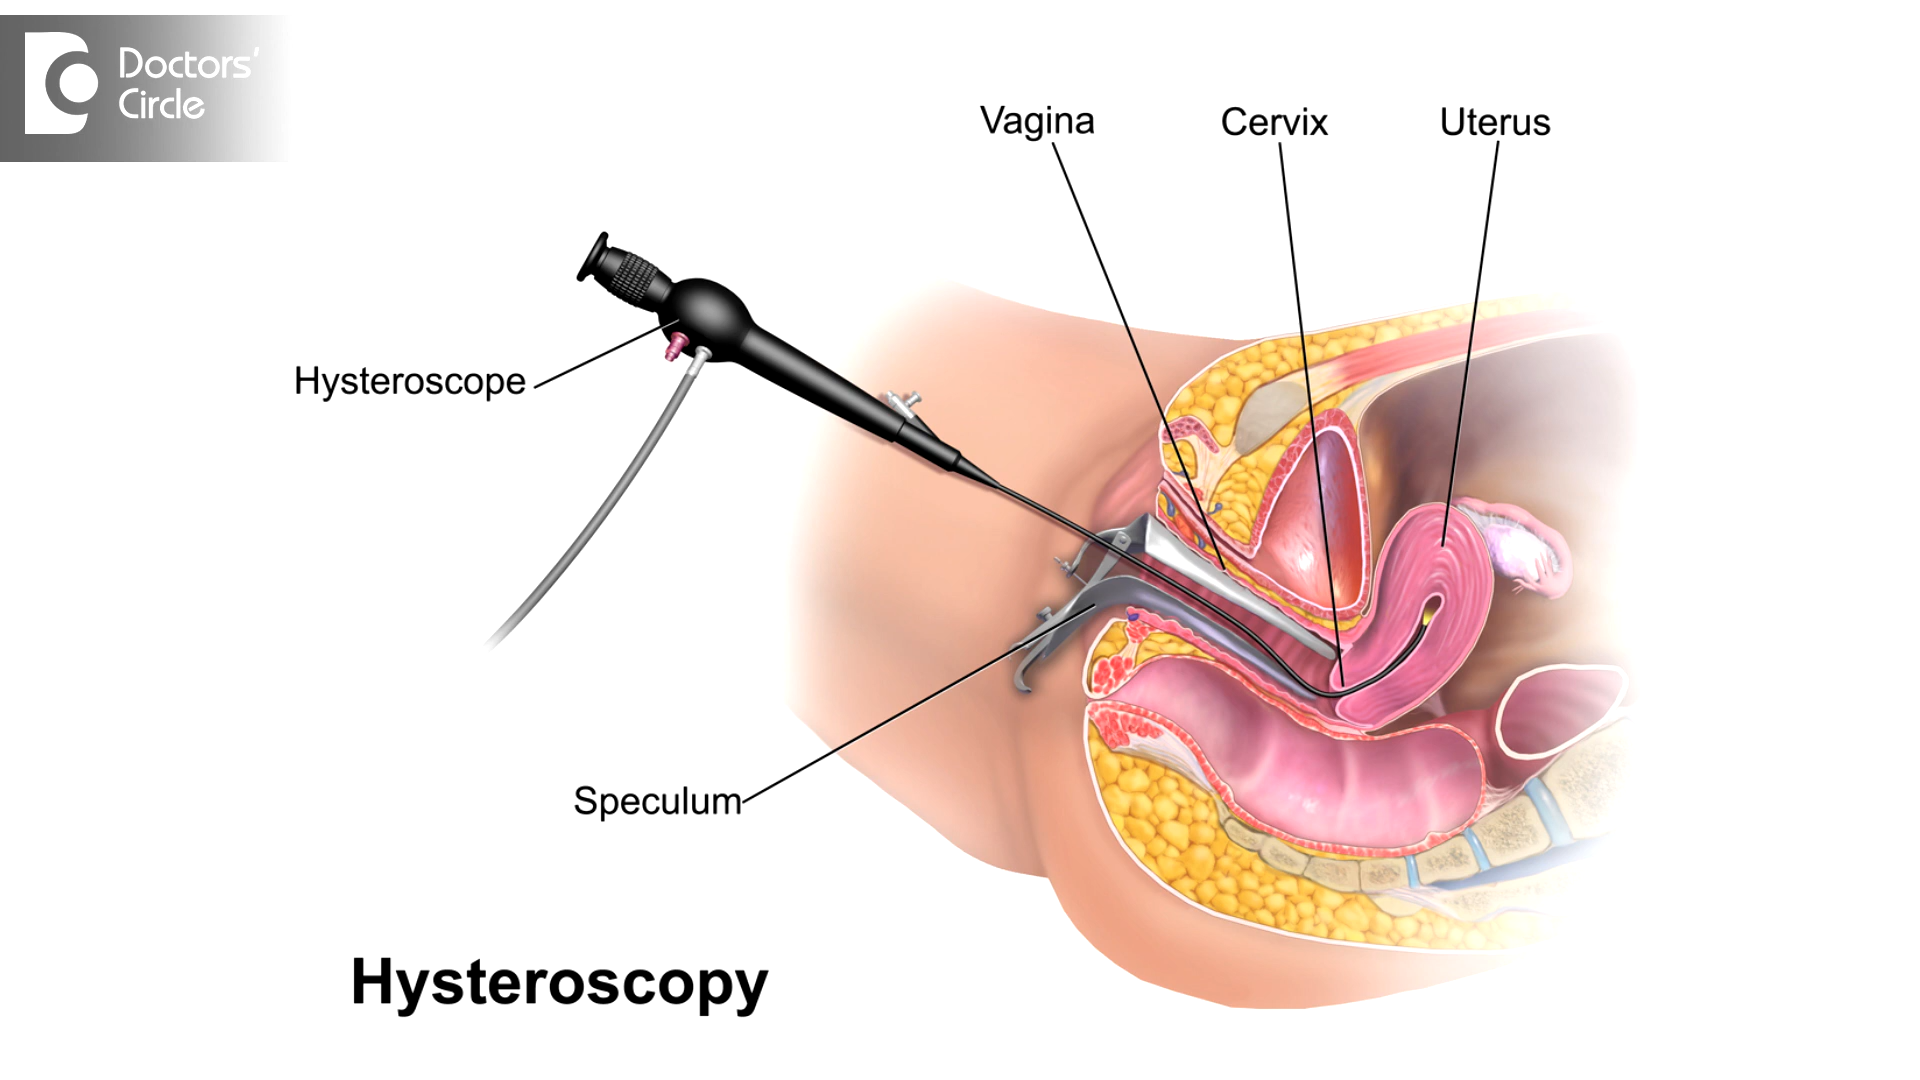 Doctors'
Circle
Vagina
Cervix
Uterus
Hysteroscope
Speculum
Hysteroscopy